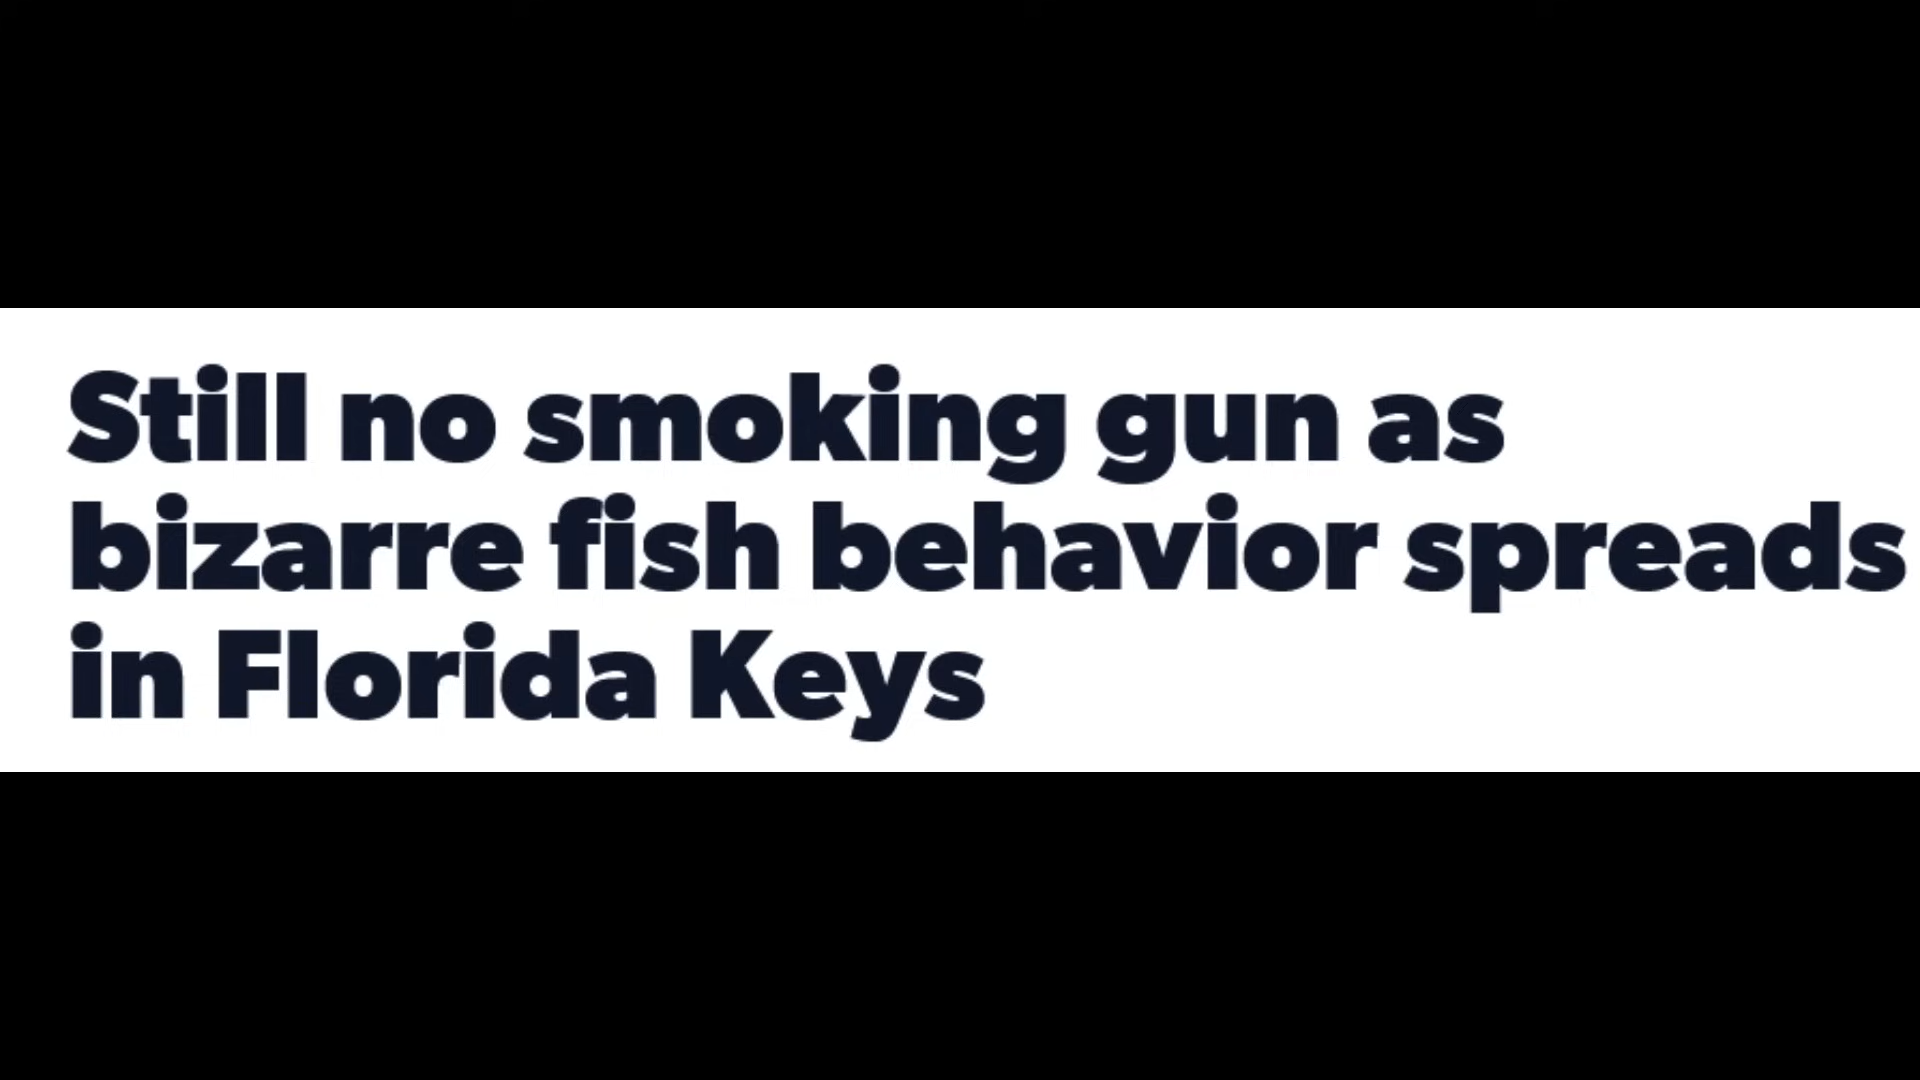 Still no smoking gun as
bizarre fish behavior spreads
in Florida Keys